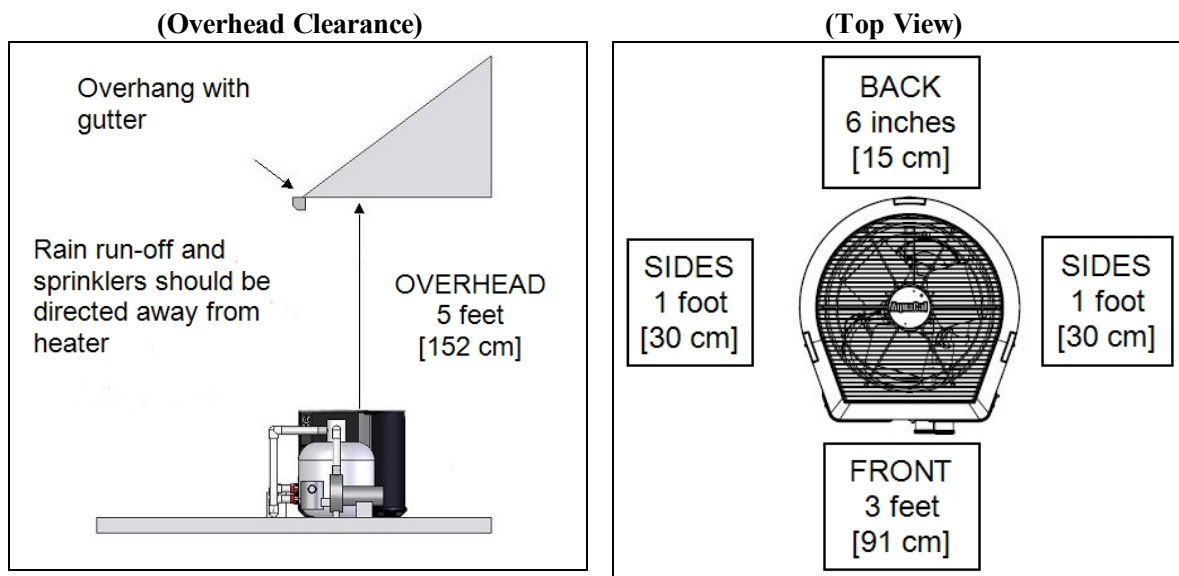 (Overhead Clearance)
Overhang with
gutter
Rain run-off and
sprinklers should be
directed away from
heater
OVERHEAD
5 feet
[152 cm]
(Top View)
BACK
6 inches
[15 cm]
SIDES
1 foot
[30 cm]
AquaCal
SIDES
1 foot
[30 cm]
FRONT
3 feet
[91 cm]